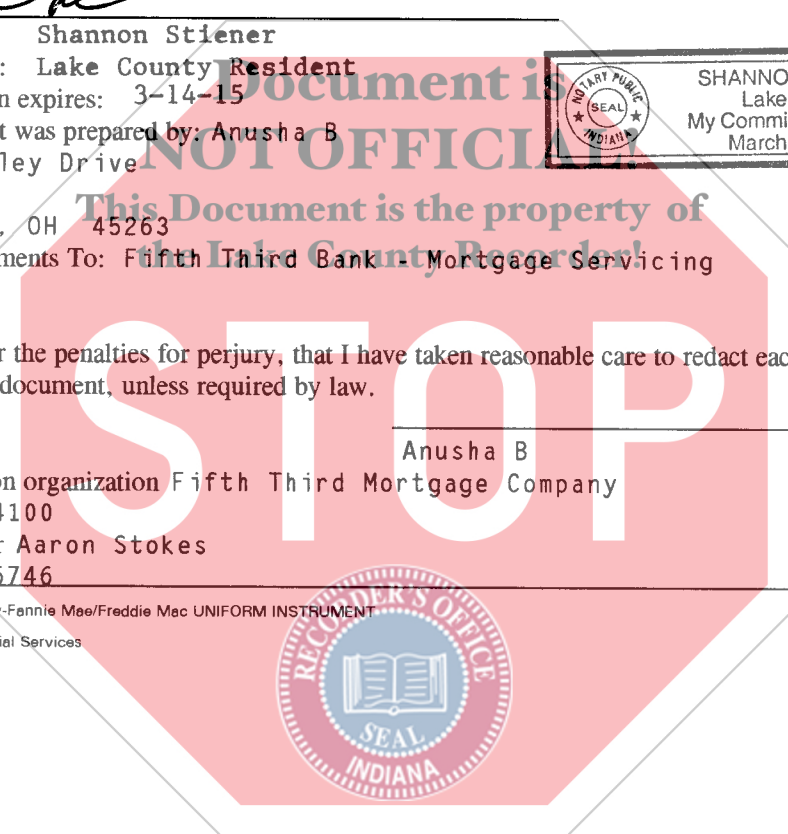 Shannon Stiener
: Lake County Resident
n expires: 3-14-15
t was prepared by: Anusha B
ley Drive
, OH 45263
ments To: Fifth Third Bank - Mortgage Servicing
Document is
NOT OFFICIAL!
This Document is the property of
the Lake County Recorder!
NOTARY PUBLIC
SEAL
INDIANA
SHANNO
Lake
My Commi
March
r the penalties for perjury, that I have taken reasonable care to redact eac
document, unless required by law.
STOP
Anusha B
on organization Fifth Third Mortgage Company
4100
r Aaron Stokes
5746
-Fannie Mae/Freddie Mac UNIFORM INSTRUMENT
ial Services
RECORDER'S OFFICE
SEAL
INDIANA